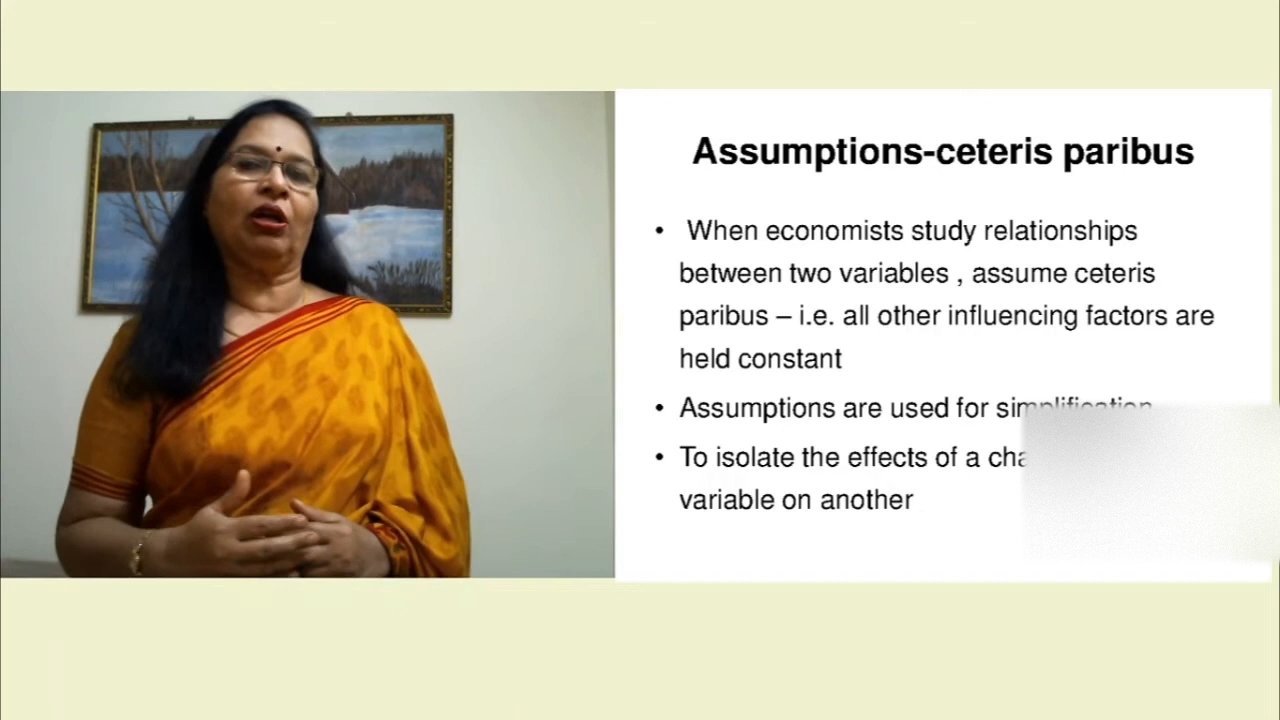 Assumptions-ceteris paribus
• When economists study relationships
between two variables , assume ceteris
paribus – i.e. all other influencing factors are
held constant
• Assumptions are used for simplification
• To isolate the effects of a
variable on another